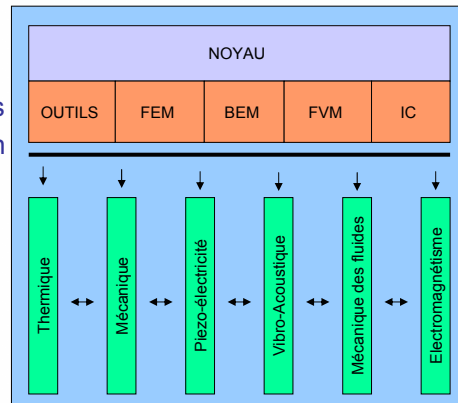 NOYAU
OUTILS FEM BEM FVM IC
s
n
Thermique
Mécanique
Piezo-électricité
Vibro-Acoustique
Mécanique des fluides
Electromagnétisme